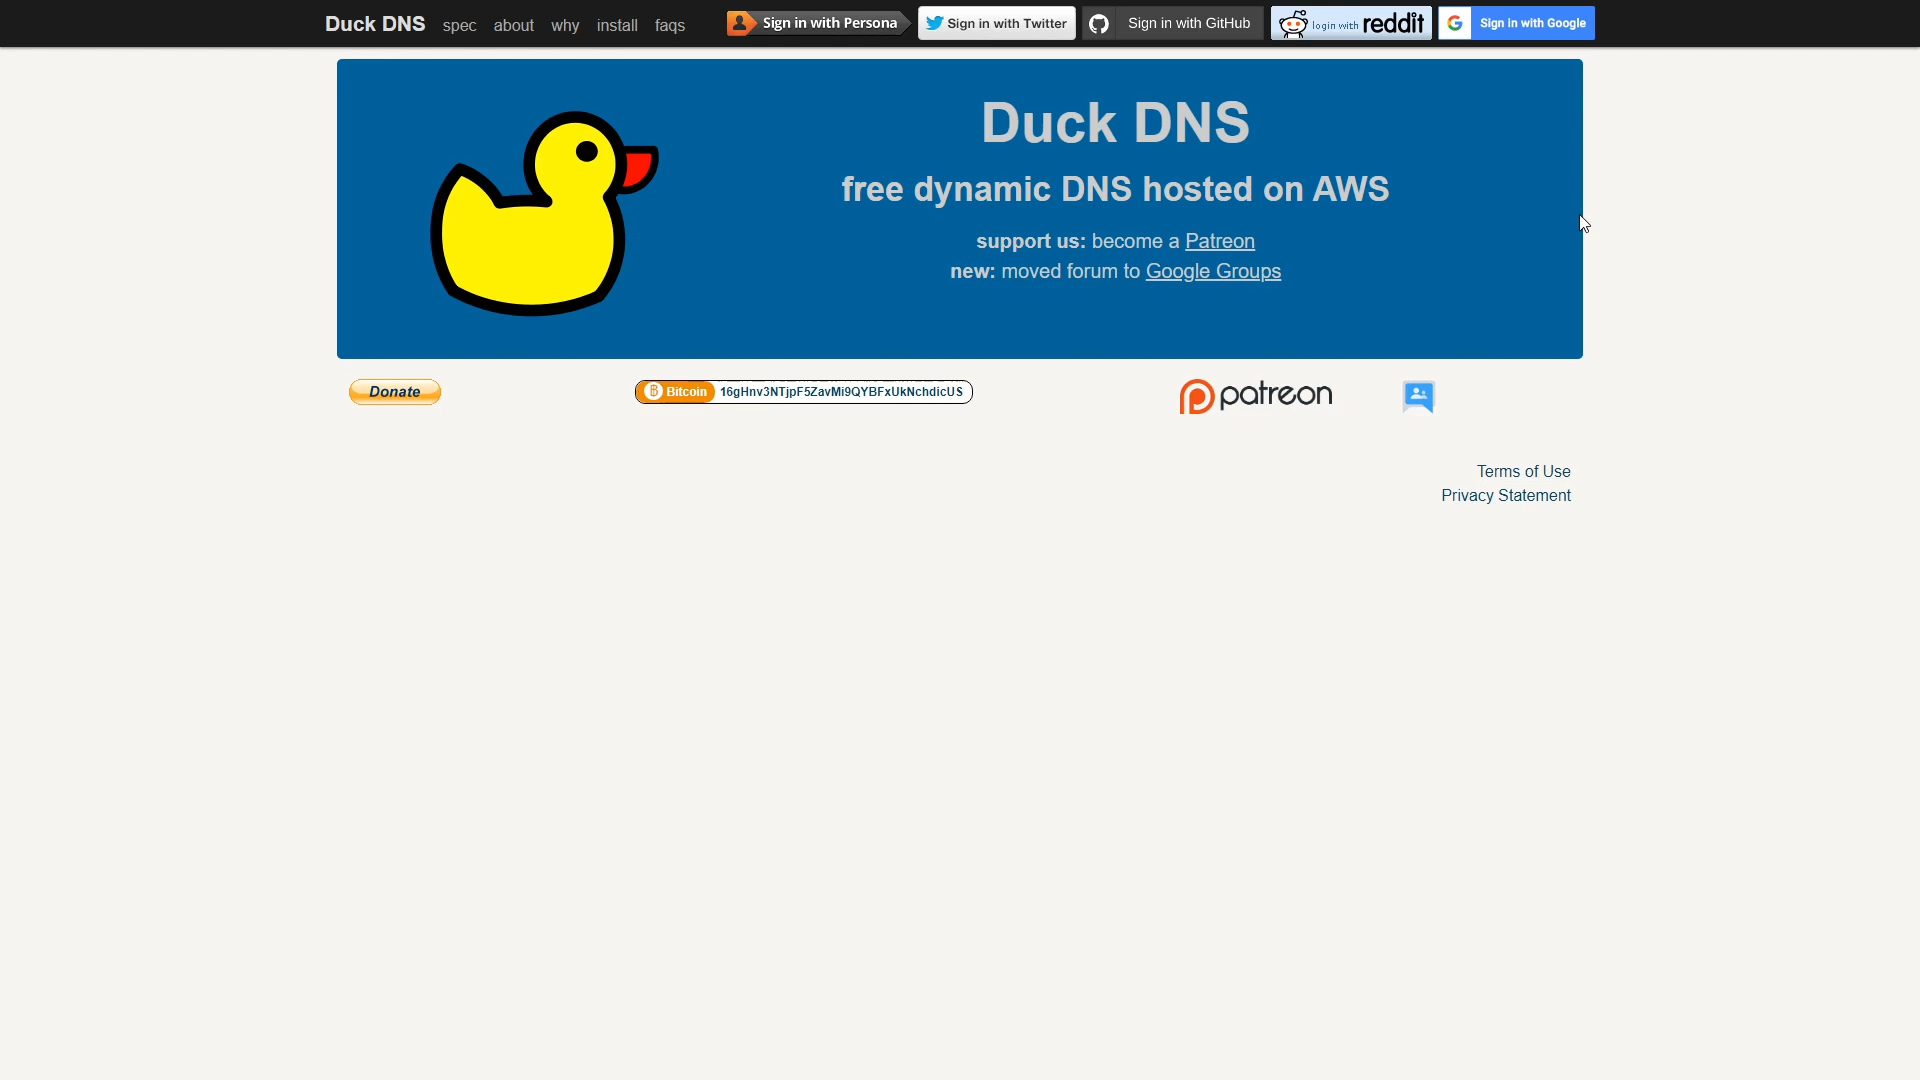 Duck DNS spec about why install faqs Sign in with Persona Sign in with Twitter Sign in with GitHub login with reddit Sign in with Google
Duck DNS
free dynamic DNS hosted on AWS
support us: become a Patreon
new: moved forum to Google Groups
Donate Bitcoin 16gHnv3NTjpF5ZavMi9QYBFxUkNchdicUS patreon
Terms of Use
Privacy Statement